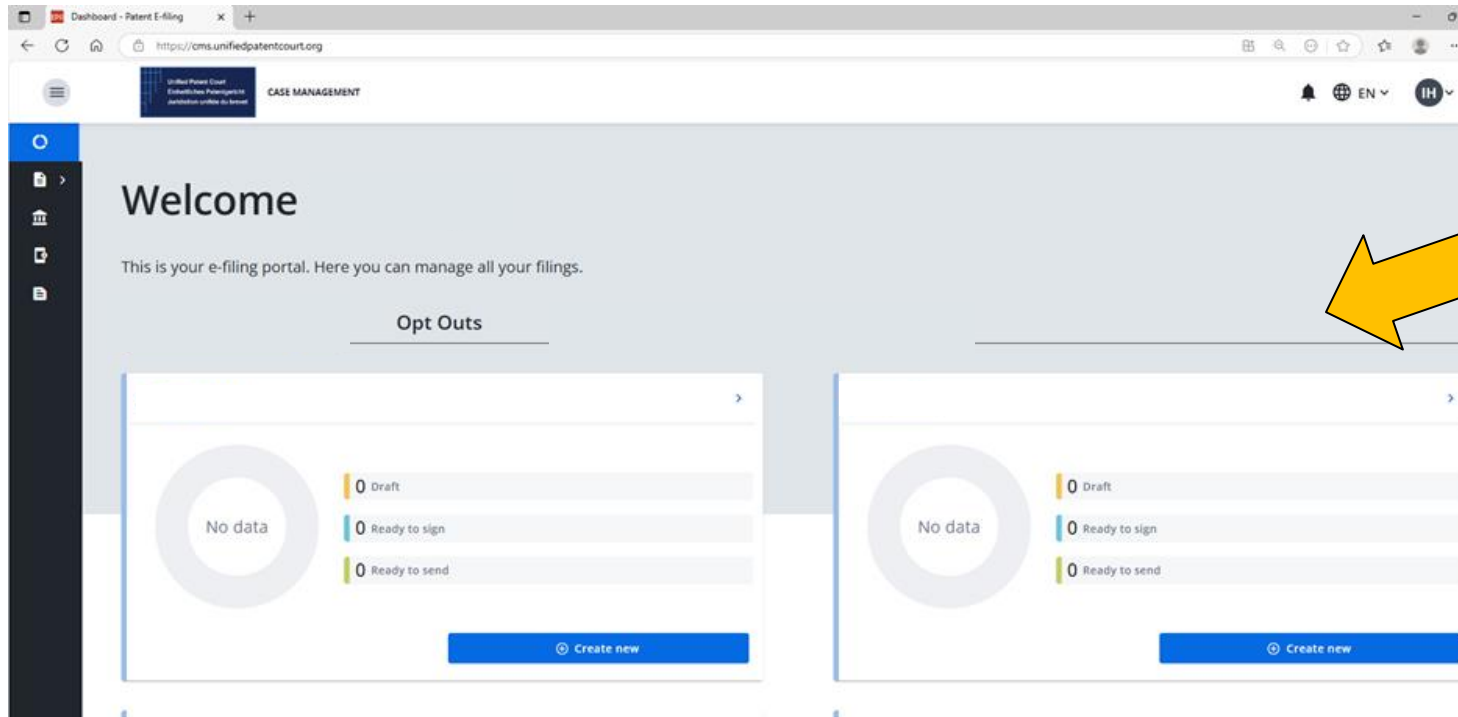 Dashboard - Patent E-filing
https://cms.unifiedpatentcourt.org
Unified Patent Court
Einheitliches Patentgericht
Juridiction unifiée du brevet
CASE MANAGEMENT
EN
IH
Welcome
This is your e-filing portal. Here you can manage all your filings.
Opt Outs
No data
0 Draft
0 Ready to sign
0 Ready to send
Create new
No data
0 Draft
0 Ready to sign
0 Ready to send
Create new